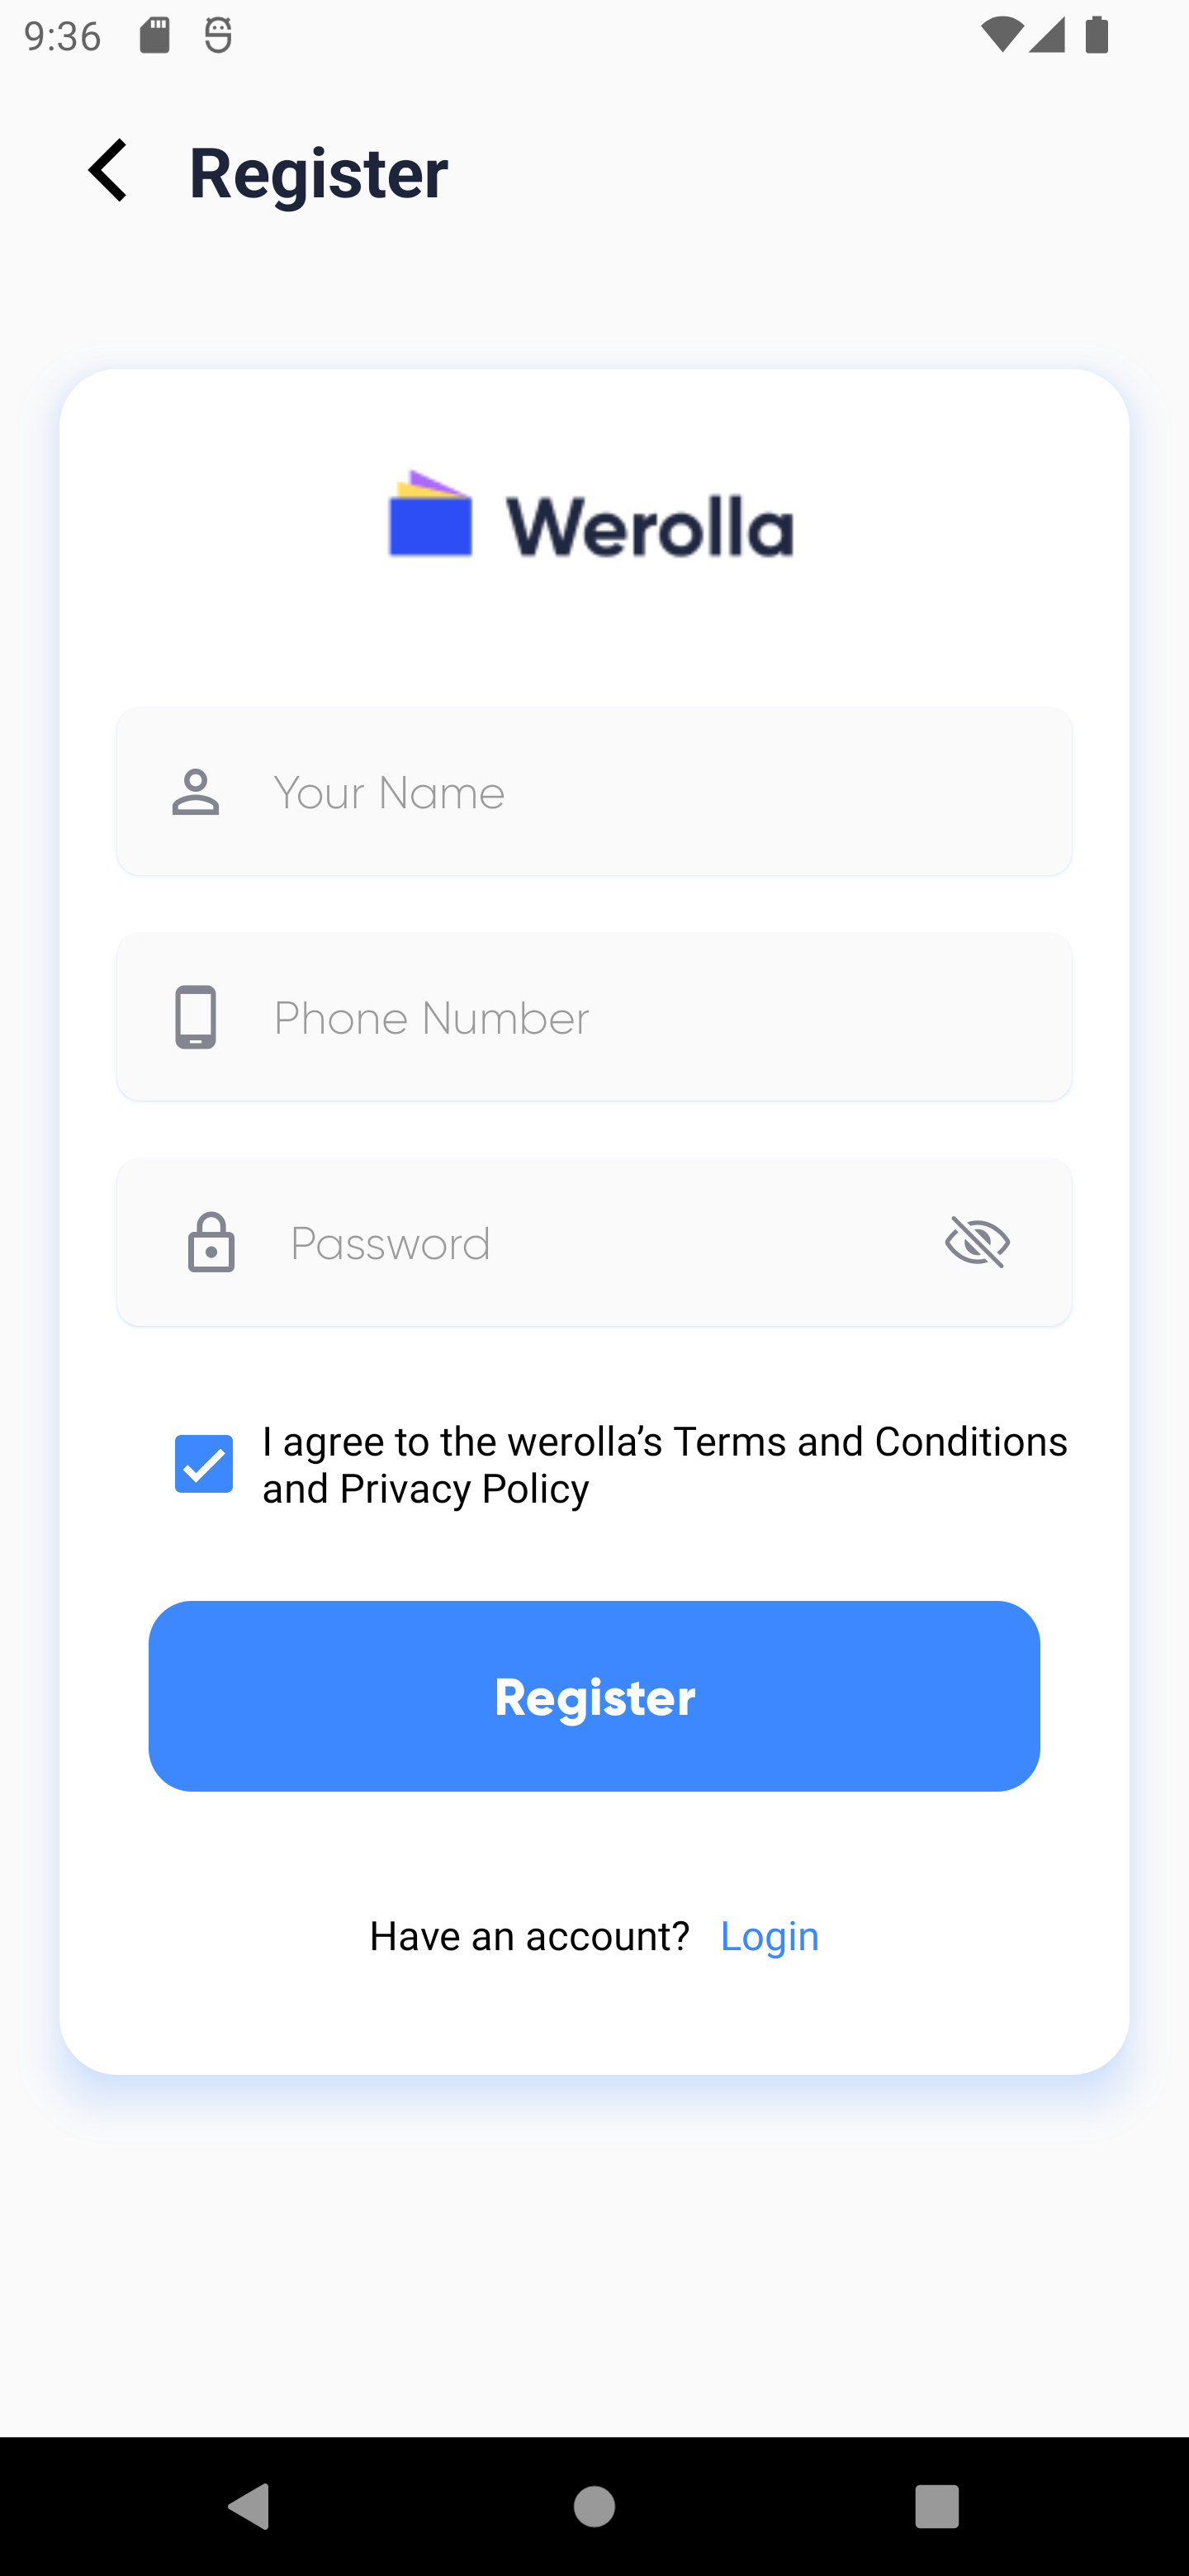 9:36
Register
Werolla
Your Name
Phone Number
Password
I agree to the werolla’s Terms and Conditions
and Privacy Policy
Register
Have an account? Login